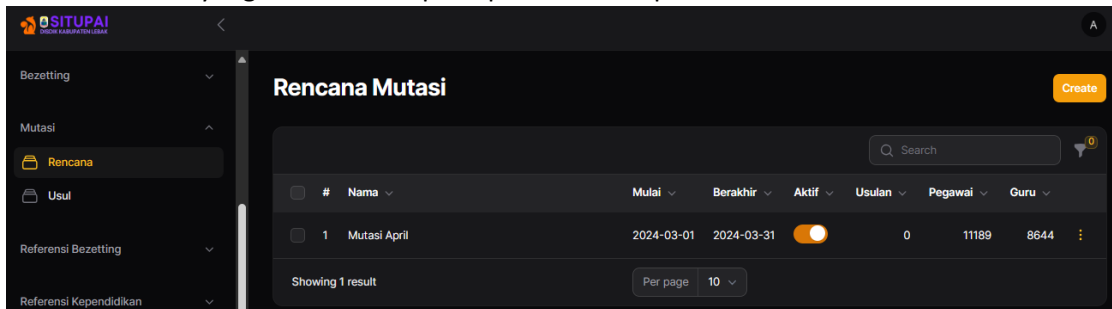 SITUPAI
DISDIK KABUPATEN LEBAK
A
Bezetting
Mutasi
Rencana
Usul
Referensi Bezetting
Referensi Kependidikan
Rencana Mutasi
Create
Search
0
# Nama Mulai Berakhir Aktif Usulan Pegawai Guru
1 Mutasi April 2024-03-01 2024-03-31 0 11189 8644
Showing 1 result
Per page 10